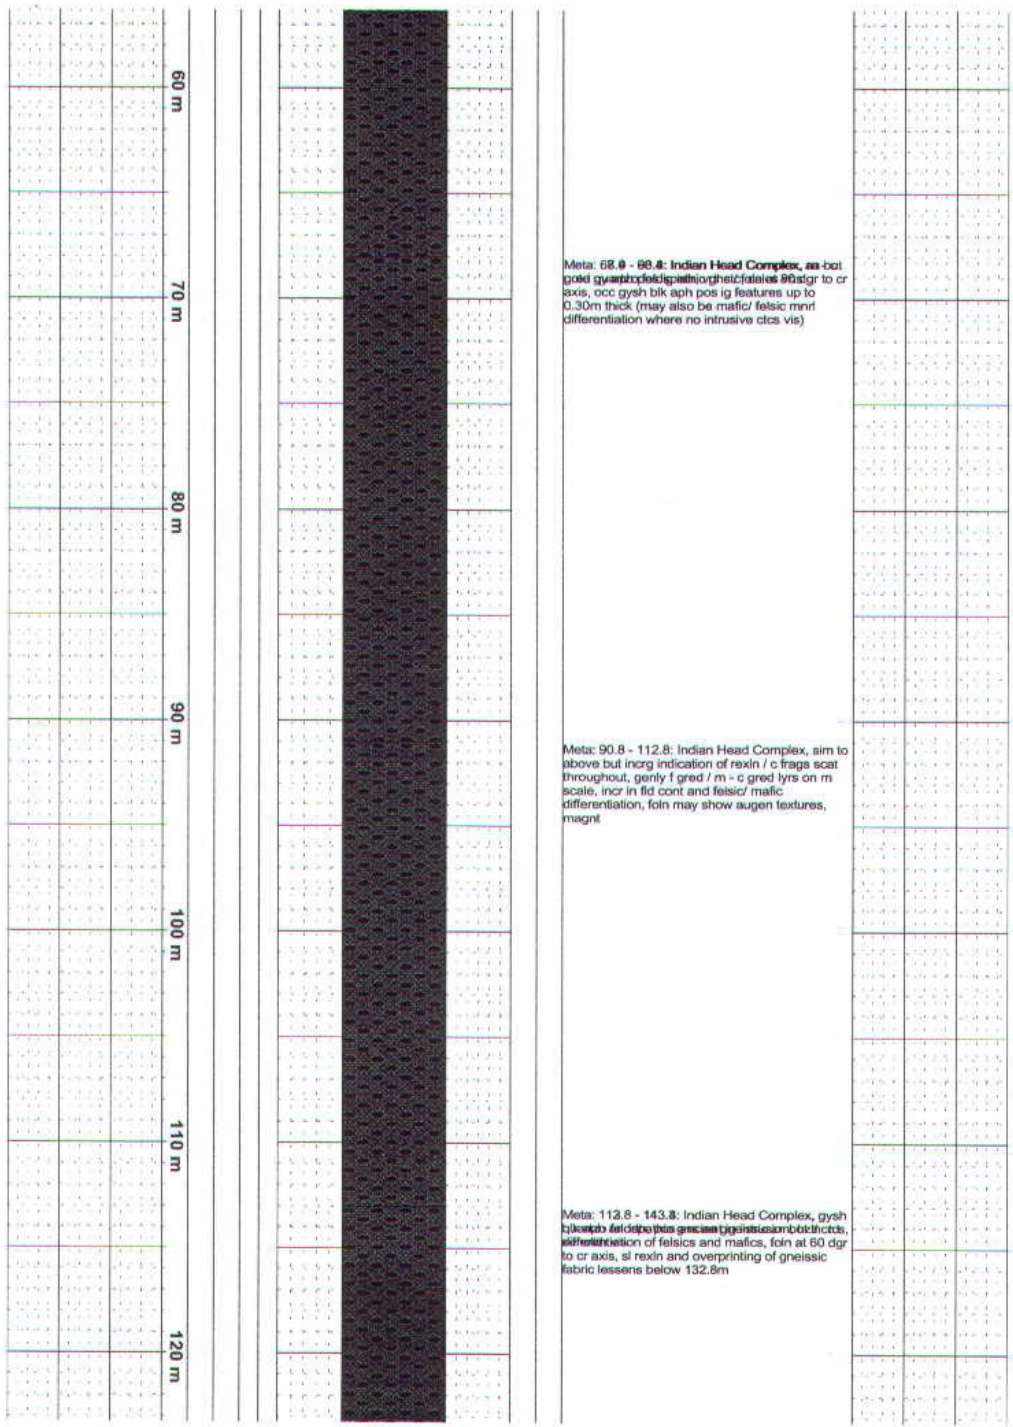 60 m
Meta: Indian Head Complex,
to cr
axis, occ gysh blk aph pos ig features up to
0.30m thick (may also be mafic/ felsic mnrl
differentiation where no intrusive ctcs vis)
70 m
80 m
90 m
Meta: 90.8 - 112.8: Indian Head Complex, sim to
above but incrg indication of rexln / c frags scat
throughout, genly f gred / m - c gred lyrs on m
scale, incr in fld cont and felsic/ mafic
differentiation, foln may show augen textures,
magnt
100 m
110 m
Meta: Indian Head Complex, gysh
of felsics and mafics, foln at 60 dgr
to cr axis, sl rexln and overprinting of gneissic
fabric lessens below 132.8m
120 m